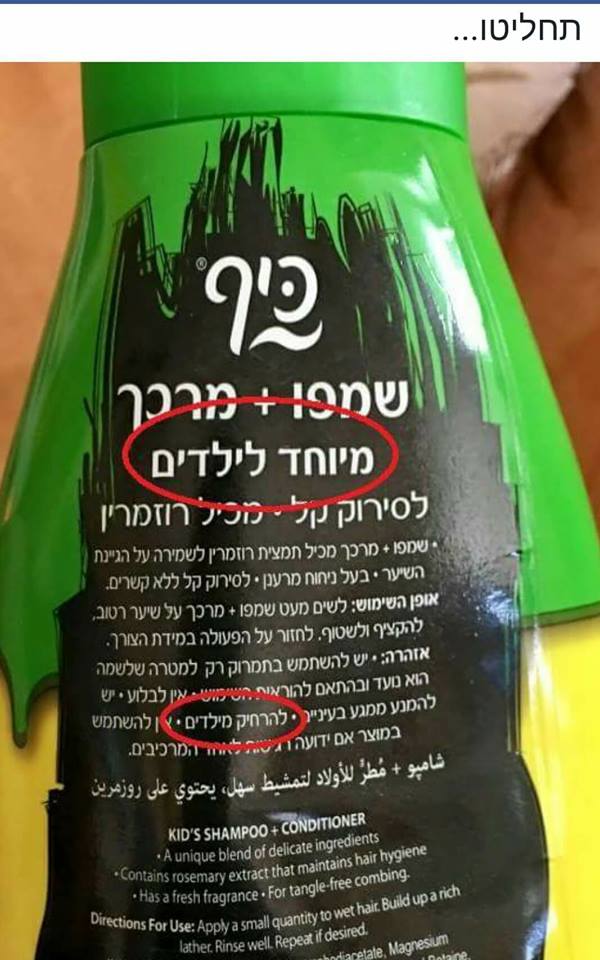 תחליטו...
כיף®
שמפו + מרכך
מיוחד לילדים
לסירוק קל • מכיל רוזמרין
• שמפו + מרכך מכיל תמצית רוזמרין לשמירה על הגיינת
השיער • בעל ניחוח מרענן • לסירוק קל ללא קשרים.
אופן השימוש: לשים מעט שמפו + מרכך על שיער רטוב,
להקציף ולשטוף. לחזור על הפעולה במידת הצורך.
אזהרה: • יש להשתמש בתמרוק רק למטרה שלשמה
הוא נועד ובהתאם להוראות השימוש • אין לבלוע • יש
להמנע ממגע בעיניים • להרחיק מילדים • אין להשתמש
במוצר אם ידועה רגישות לאחד המרכיבים.
شامپو + مُطرٍّ للأولاد لتمشيط سهل، يحتوي على روزمرين
KID'S SHAMPOO + CONDITIONER
• A unique blend of delicate ingredients
• Contains rosemary extract that maintains hair hygiene
• Has a fresh fragrance • For tangle-free combing.
Directions For Use: Apply a small quantity to wet hair. Build up a rich
lather. Rinse well. Repeat if desired.
Magnesium